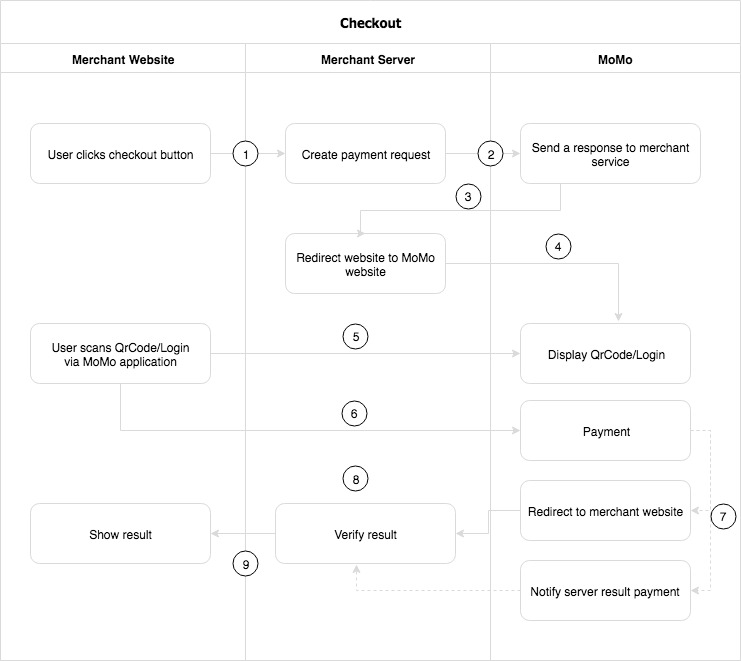 Checkout
Merchant Website
Merchant Server
MoMo
User clicks checkout button
1
Create payment request
2
Send a response to merchant
service
3
Redirect website to MoMo
website
4
User scans QrCode/Login
via MoMo application
5
Display QrCode/Login
6
Payment
7
Redirect to merchant website
8
Verify result
Show result
9
Notify server result payment